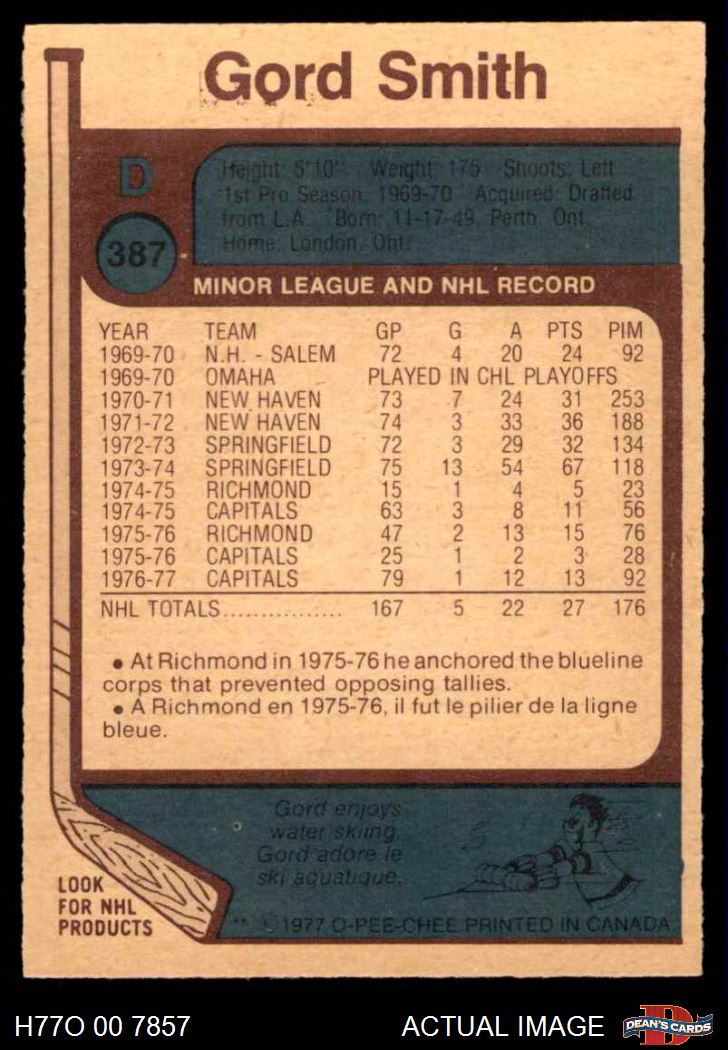 Gord Smith
D
387
Height: 5'10" Weight: 175 Shoots: Left
1st Pro Season: 1969-70 Acquired: Drafted
from L.A. Born: 11-17-49, Perth, Ont.
Home: London, Ont.
MINOR LEAGUE AND NHL RECORD
YEAR TEAM GP G A PTS PIM
1969-70 N.H. - SALEM 72 4 20 24 92
1969-70 OMAHA PLAYED IN CHL PLAYOFFS
1970-71 NEW HAVEN 73 7 24 31 253
1971-72 NEW HAVEN 74 3 33 36 188
1972-73 SPRINGFIELD 72 3 29 32 134
1973-74 SPRINGFIELD 75 13 54 67 118
1974-75 RICHMOND 15 1 4 5 23
1974-75 CAPITALS 63 3 8 11 56
1975-76 RICHMOND 47 2 13 15 76
1975-76 CAPITALS 25 1 2 3 28
1976-77 CAPITALS 79 1 12 13 92
NHL TOTALS................ 167 5 22 27 176
• At Richmond in 1975-76 he anchored the blueline
corps that prevented opposing tallies.
• A Richmond en 1975-76, il fut le pilier de la ligne
bleue.
Gord enjoys
water skiing.
Gord adore le
ski aquatique.
LOOK
FOR NHL
PRODUCTS
** ©1977 O-PEE-CHEE PRINTED IN CANADA
H77O 00 7857 ACTUAL IMAGE
D
DEAN'S CARDS